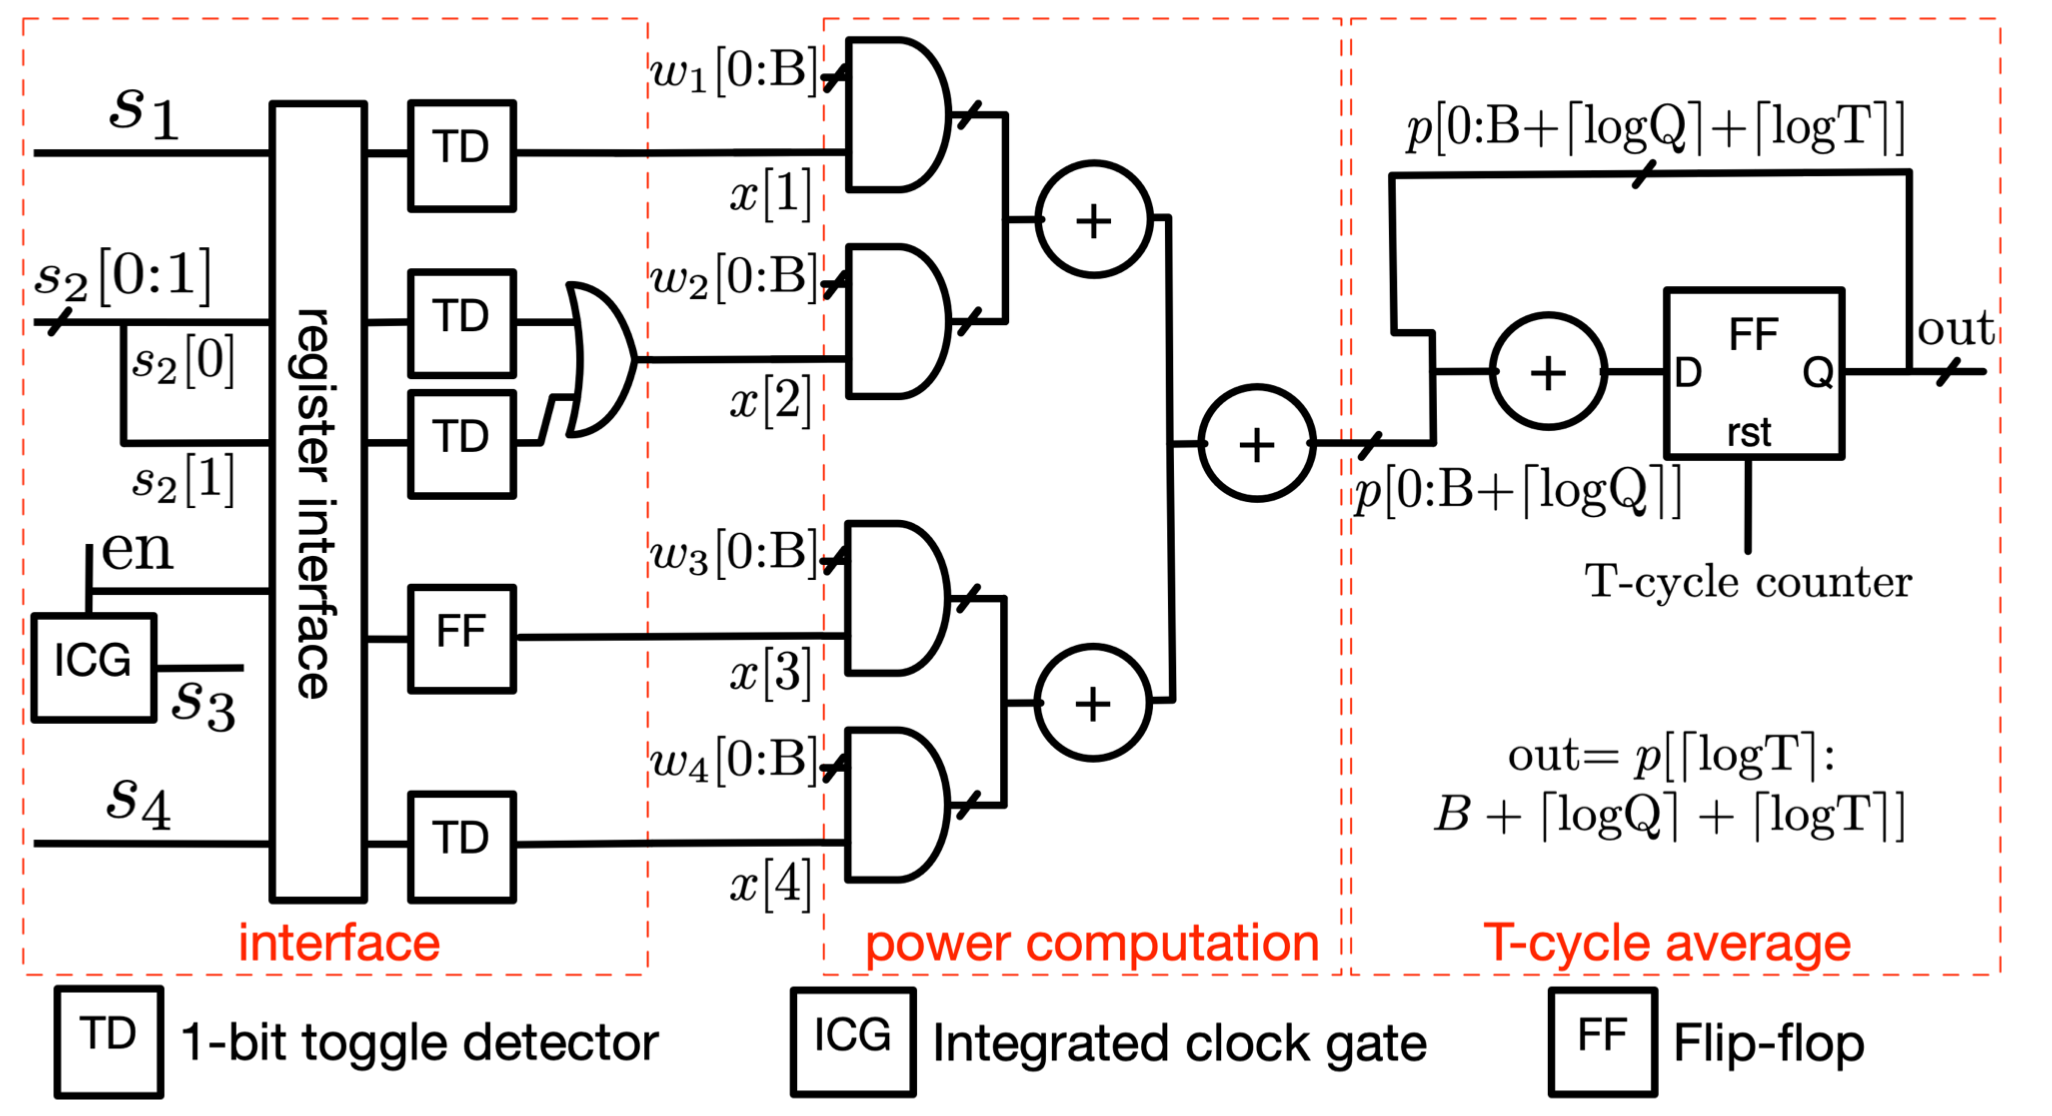 s₁
s₂[0:1]
s₂[0]
s₂[1]
en
ICG
s₃
s₄
register interface
TD
TD
TD
FF
TD
interface
w₁[0:B]
x[1]
w₂[0:B]
x[2]
w₃[0:B]
x[3]
w₄[0:B]
x[4]
+
+
+
power computation
p[0:B+⌈logQ⌉+⌈logT⌉]
p[0:B+⌈logQ⌉]
+
FF
D
Q
rst
out
T-cycle counter
out= p[⌈logT⌉:
B + ⌈logQ⌉ + ⌈logT⌉]
T-cycle average
TD 1-bit toggle detector
ICG Integrated clock gate
FF Flip-flop